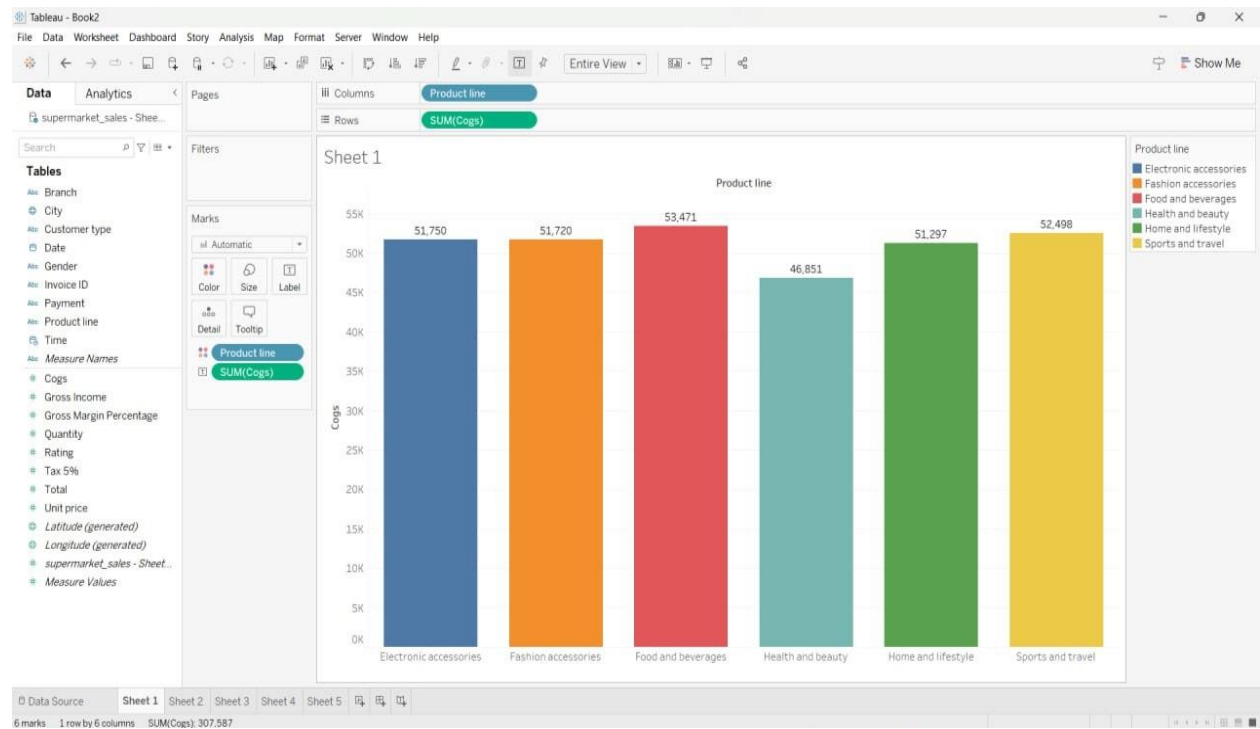 Tableau - Book2
File Data Worksheet Dashboard Story Analysis Map Format Server Window Help
Entire View
Show Me
Data Analytics
supermarket_sales - Shee...
Search
Tables
Abc Branch
City
Abc Customer type
Date
Abc Gender
Abc Invoice ID
Abc Payment
Abc Product line
Time
Abc Measure Names
# Cogs
# Gross Income
# Gross Margin Percentage
# Quantity
# Rating
# Tax 5%
# Total
# Unit price
Latitude (generated)
Longitude (generated)
# supermarket_sales - Sheet...
# Measure Values
Pages
Filters
Marks
Automatic
Color Size Label
Detail Tooltip
Product line
SUM(Cogs)
Columns Product line
Rows SUM(Cogs)
Sheet 1
Product line
Cogs
55K
50K
45K
40K
35K
30K
25K
20K
15K
10K
5K
0K
51,750 51,720 53,471 46,851 51,297 52,498
Electronic accessories Fashion accessories Food and beverages Health and beauty Home and lifestyle Sports and travel
Product line
Electronic accessories
Fashion accessories
Food and beverages
Health and beauty
Home and lifestyle
Sports and travel
Data Source Sheet 1 Sheet 2 Sheet 3 Sheet 4 Sheet 5
6 marks 1 row by 6 columns SUM(Cogs): 307,587